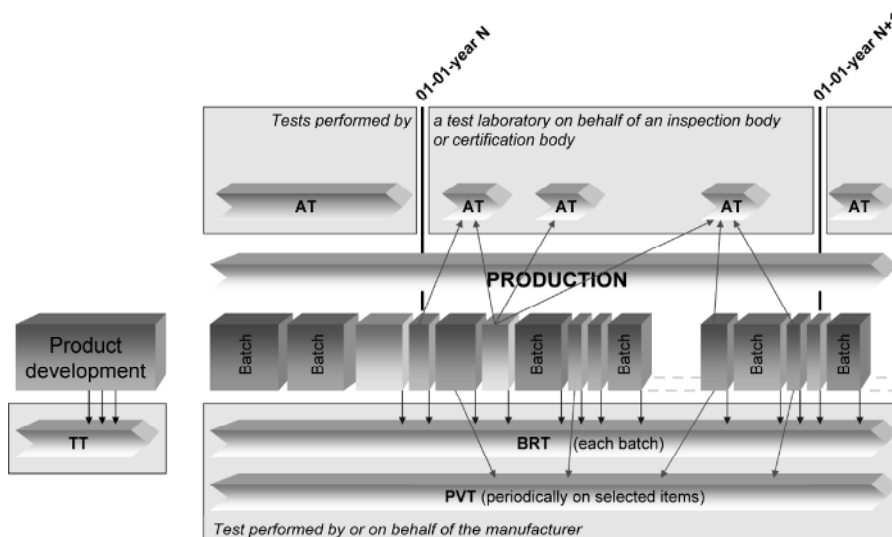 01-01-year N
01-01-year N+
Tests performed by
a test laboratory on behalf of an inspection body
or certification body
AT
AT
AT
AT
AT
PRODUCTION
Product
development
Batch
Batch
Batch
Batch
Batch
Batch
TT
BRT (each batch)
PVT (periodically on selected items)
Test performed by or on behalf of the manufacturer